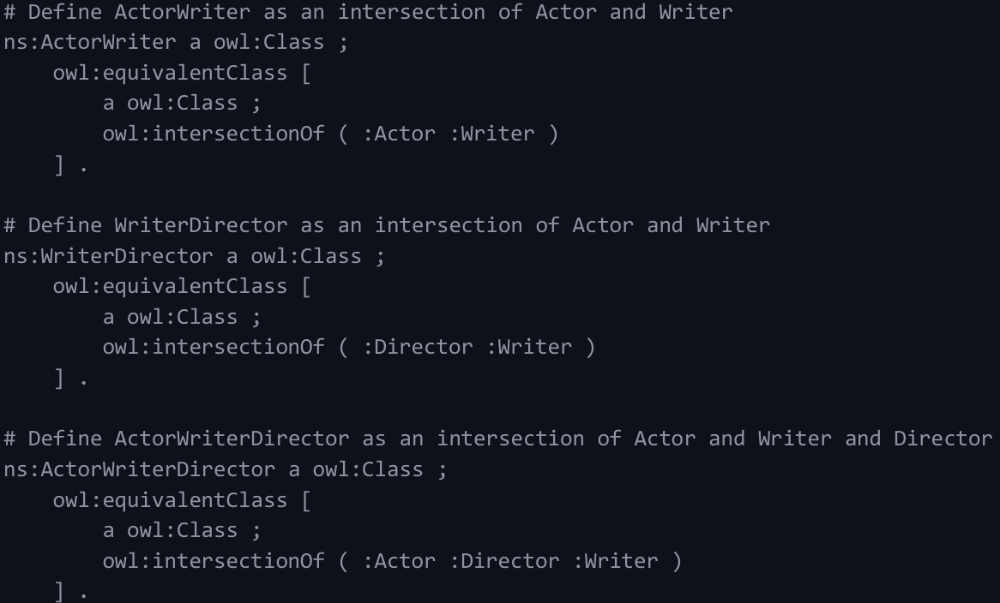 # Define ActorWriter as an intersection of Actor and Writer
ns:ActorWriter a owl:Class ;
    owl:equivalentClass [
        a owl:Class ;
        owl:intersectionOf ( :Actor :Writer )
    ] .

# Define WriterDirector as an intersection of Actor and Writer
ns:WriterDirector a owl:Class ;
    owl:equivalentClass [
        a owl:Class ;
        owl:intersectionOf ( :Director :Writer )
    ] .

# Define ActorWriterDirector as an intersection of Actor and Writer and Director
ns:ActorWriterDirector a owl:Class ;
    owl:equivalentClass [
        a owl:Class ;
        owl:intersectionOf ( :Actor :Director :Writer )
    ] .